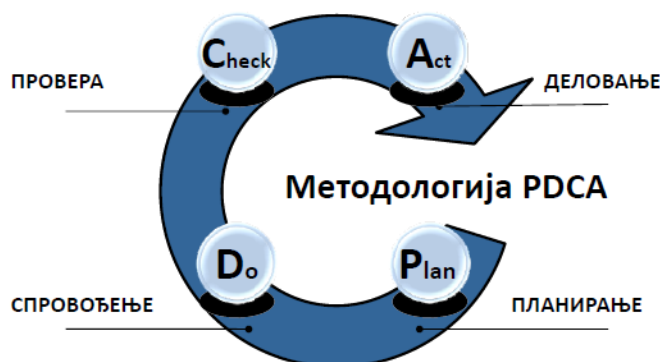 Check
Act
ПРОВЕРА
ДЕЛОВАЊЕ
Методологија PDCA
Do
Plan
СПРОВОЂЕЊЕ
ПЛАНИРАЊЕ